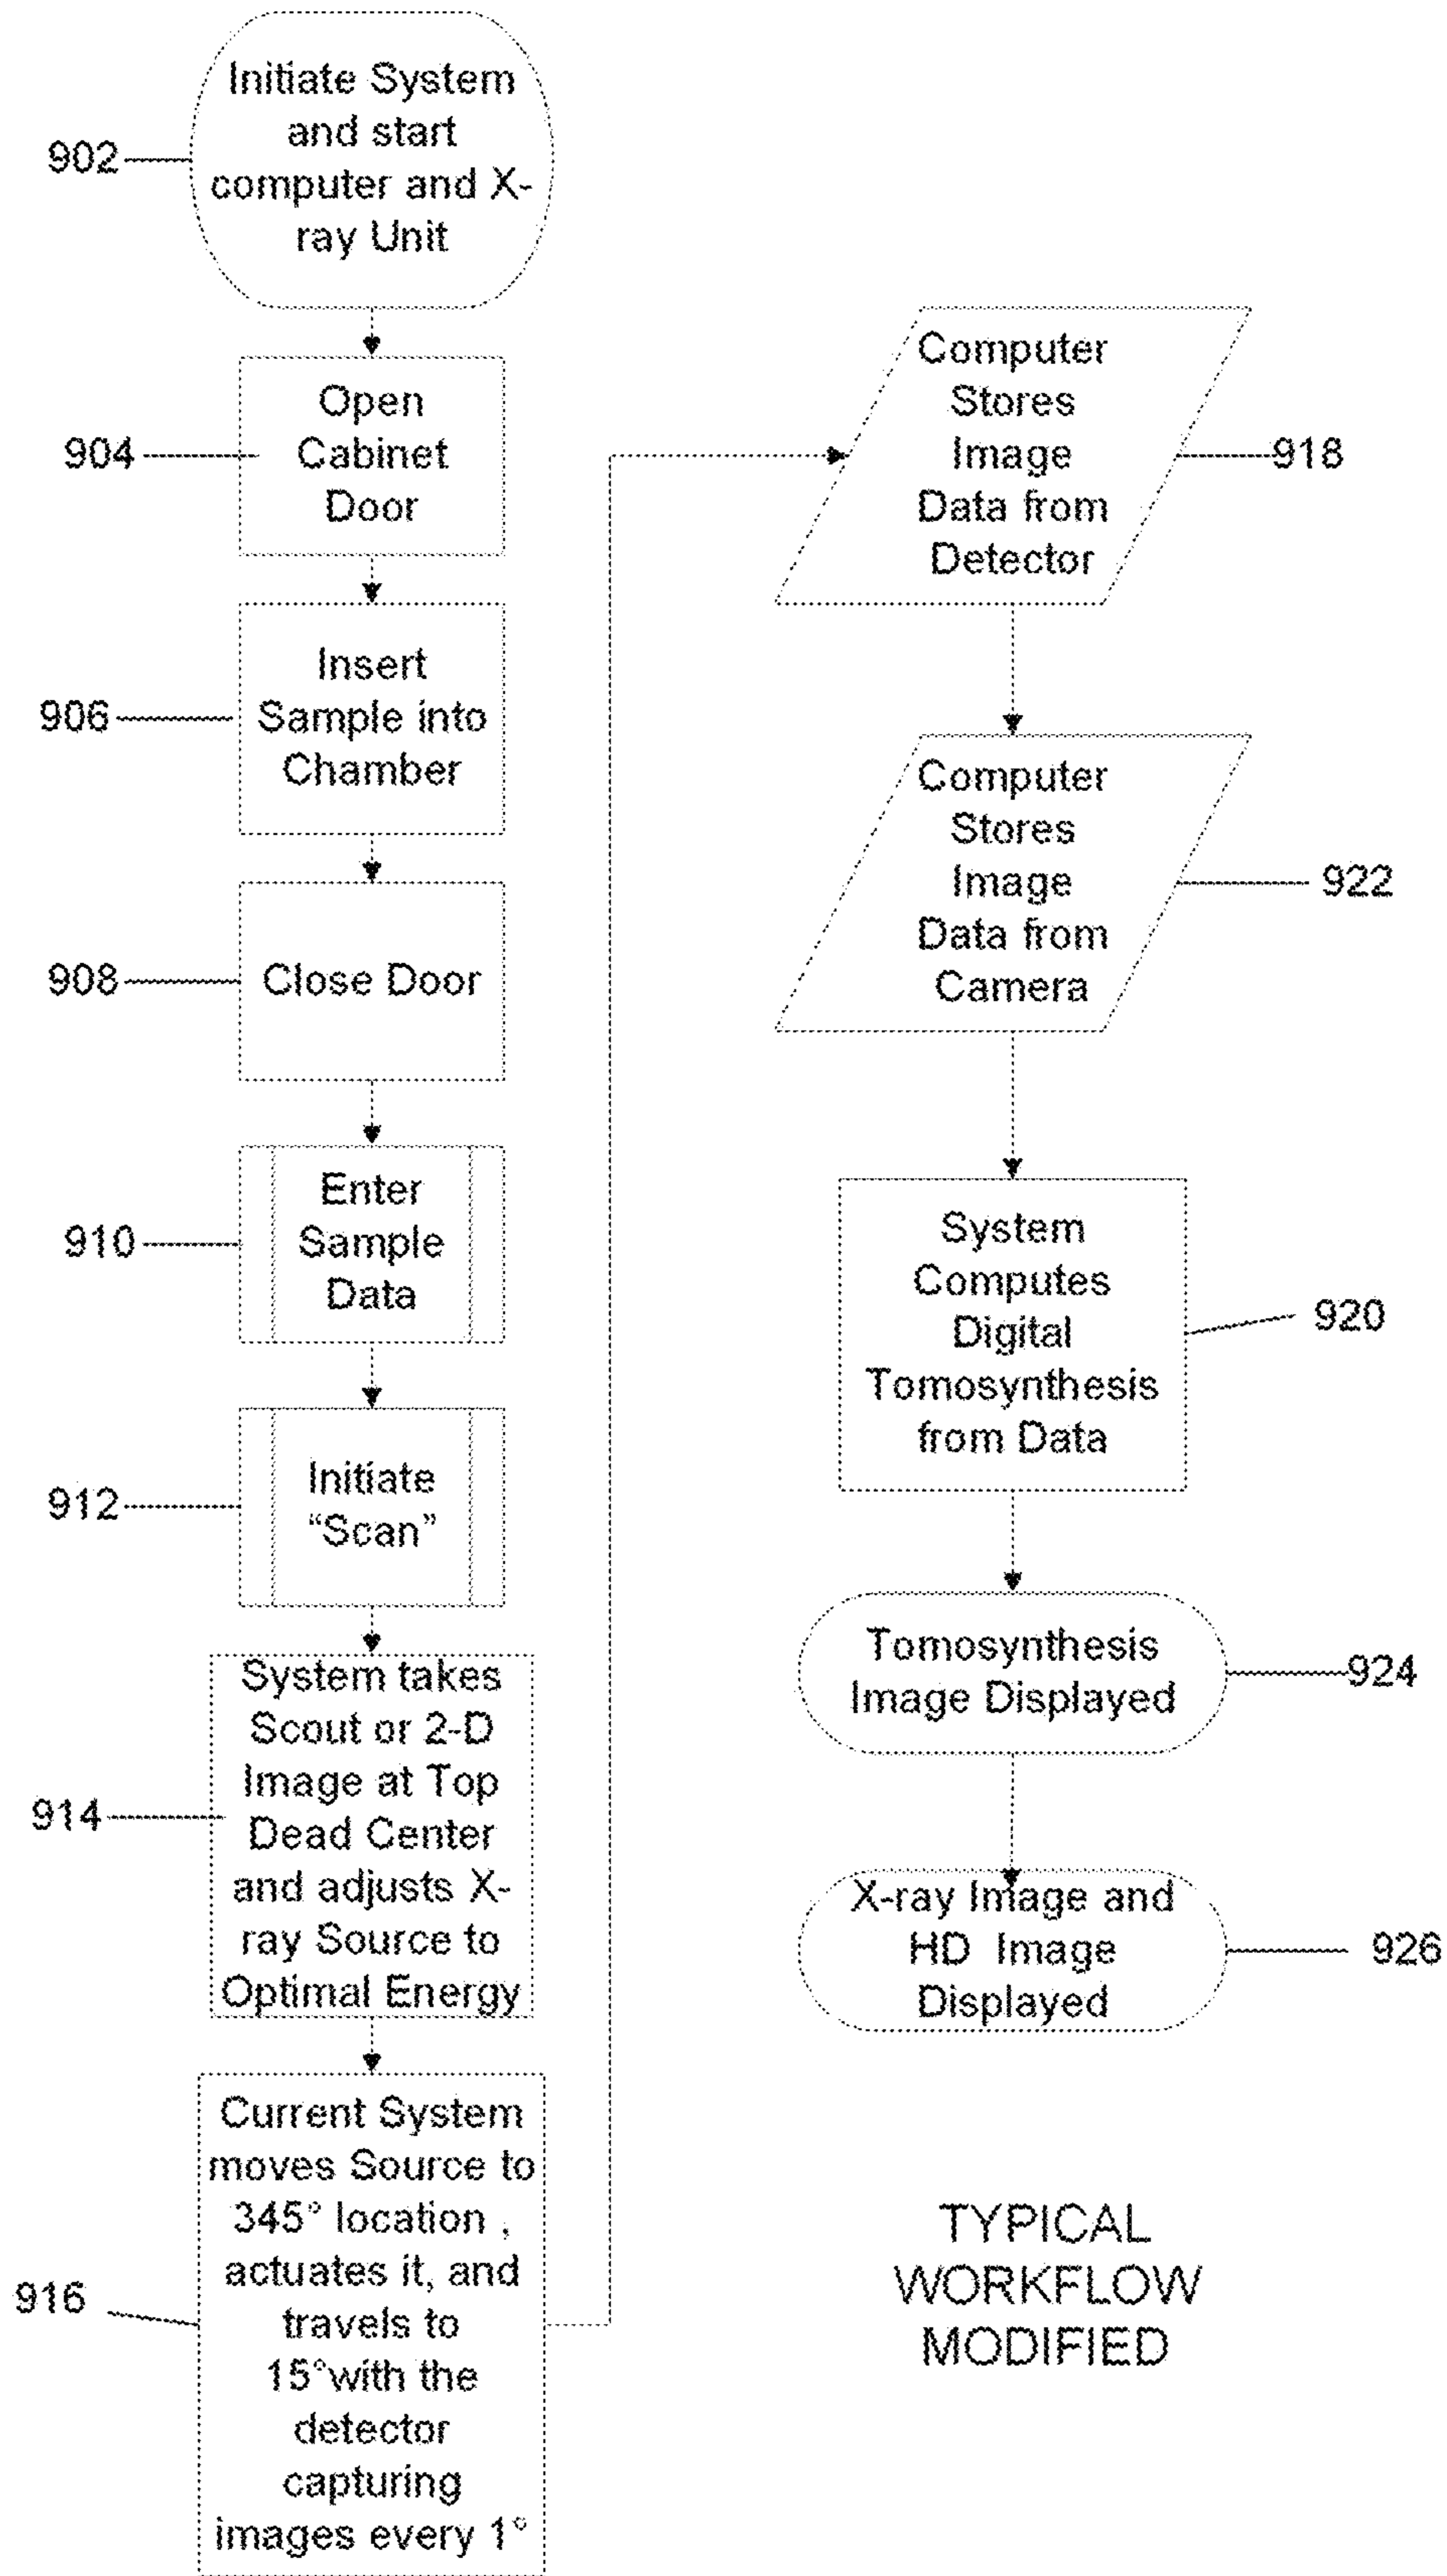 902
Initiate System
and start
computer and X-
ray Unit
904
Open
Cabinet
Door
906
Insert
Sample into
Chamber
908
Close Door
910
Enter
Sample
Data
912
Initiate
“Scan”
914
System takes
Scout or 2-D
Image at Top
Dead Center
and adjusts X-
ray Source to
Optimal Energy
916
Current System
moves Source to
345° location ,
actuates it, and
travels to
15°with the
detector
capturing
images every 1°
Computer
Stores
Image
Data from
Detector
918
Computer
Stores
Image
Data from
Camera
922
System
Computes
Digital
Tomosynthesis
from Data
920
Tomosynthesis
Image Displayed
924
X-ray Image and
HD Image
Displayed
926
TYPICAL
WORKFLOW
MODIFIED